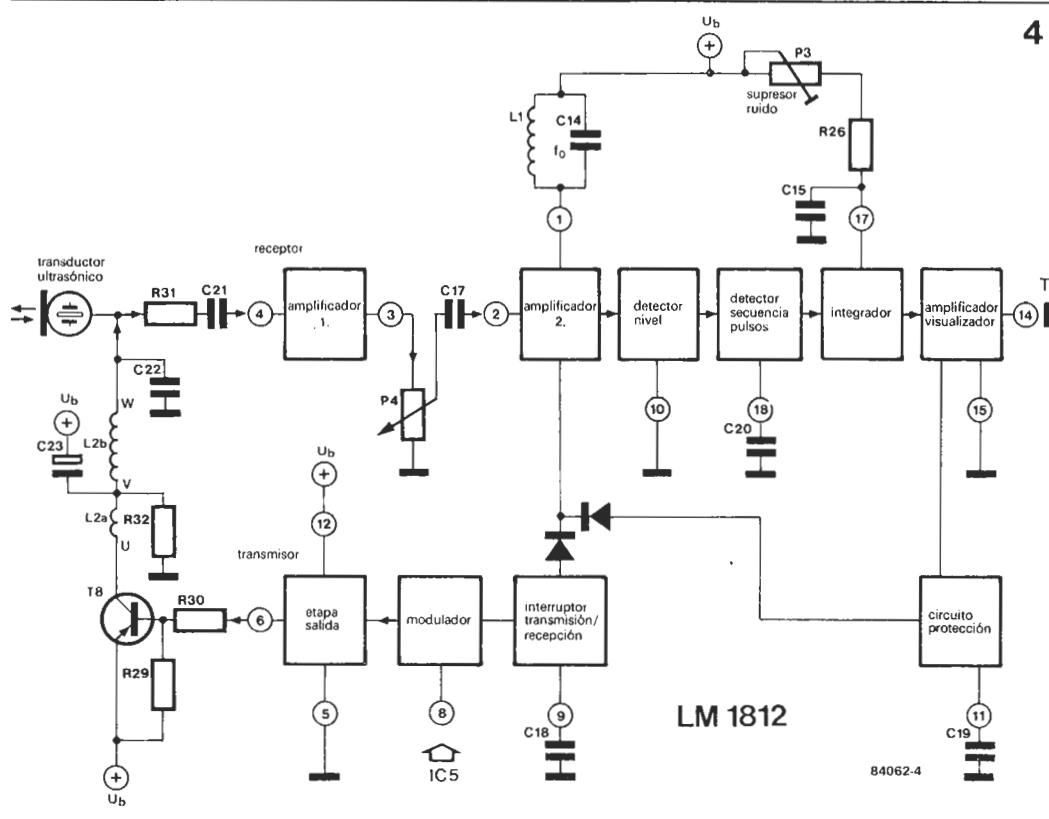 4
Ub
P3
supresor
ruido
L1
C14
fo
R26
C15
1
17
transductor
ultrasónico
receptor
R31
C21
4
amplificador
.1.
3
C17
2
amplificador
2.
detector
nivel
detector
secuencia
pulsos
integrador
amplificador
visualizador
14
T
C22
W
P4
10
18
C20
15
Ub
C23
L2b
V
L2a
R32
U
Ub
12
transmisor
T8
R30
6
etapa
salida
modulador
interruptor
transmisión/
recepción
circuito
protección
R29
5
8
9
C18
LM 1812
11
C19
IC5
84062-4
Ub